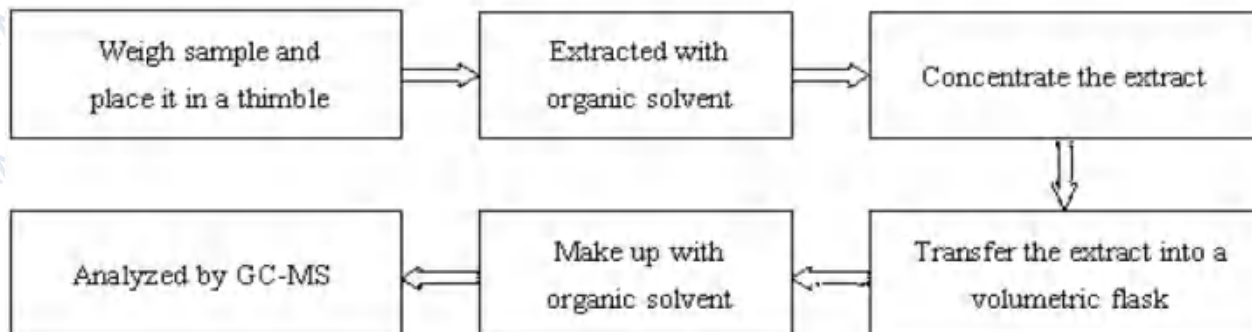 Weigh sample and
place it in a thimble
Extracted with
organic solvent
Concentrate the extract
Transfer the extract into a
volumetric flask
Make up with
organic solvent
Analyzed by GC-MS